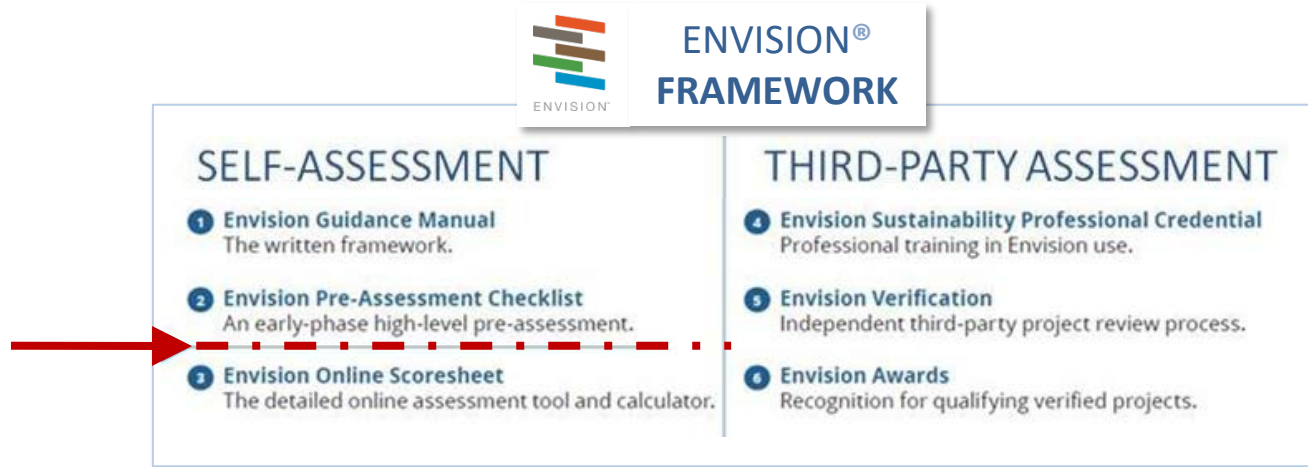 ENVISION®
FRAMEWORK
ENVISION™
SELF-ASSESSMENT
1 Envision Guidance Manual
The written framework.
2 Envision Pre-Assessment Checklist
An early-phase high-level pre-assessment.
3 Envision Online Scoresheet
The detailed online assessment tool and calculator.
THIRD-PARTY ASSESSMENT
4 Envision Sustainability Professional Credential
Professional training in Envision use.
5 Envision Verification
Independent third-party project review process.
6 Envision Awards
Recognition for qualifying verified projects.